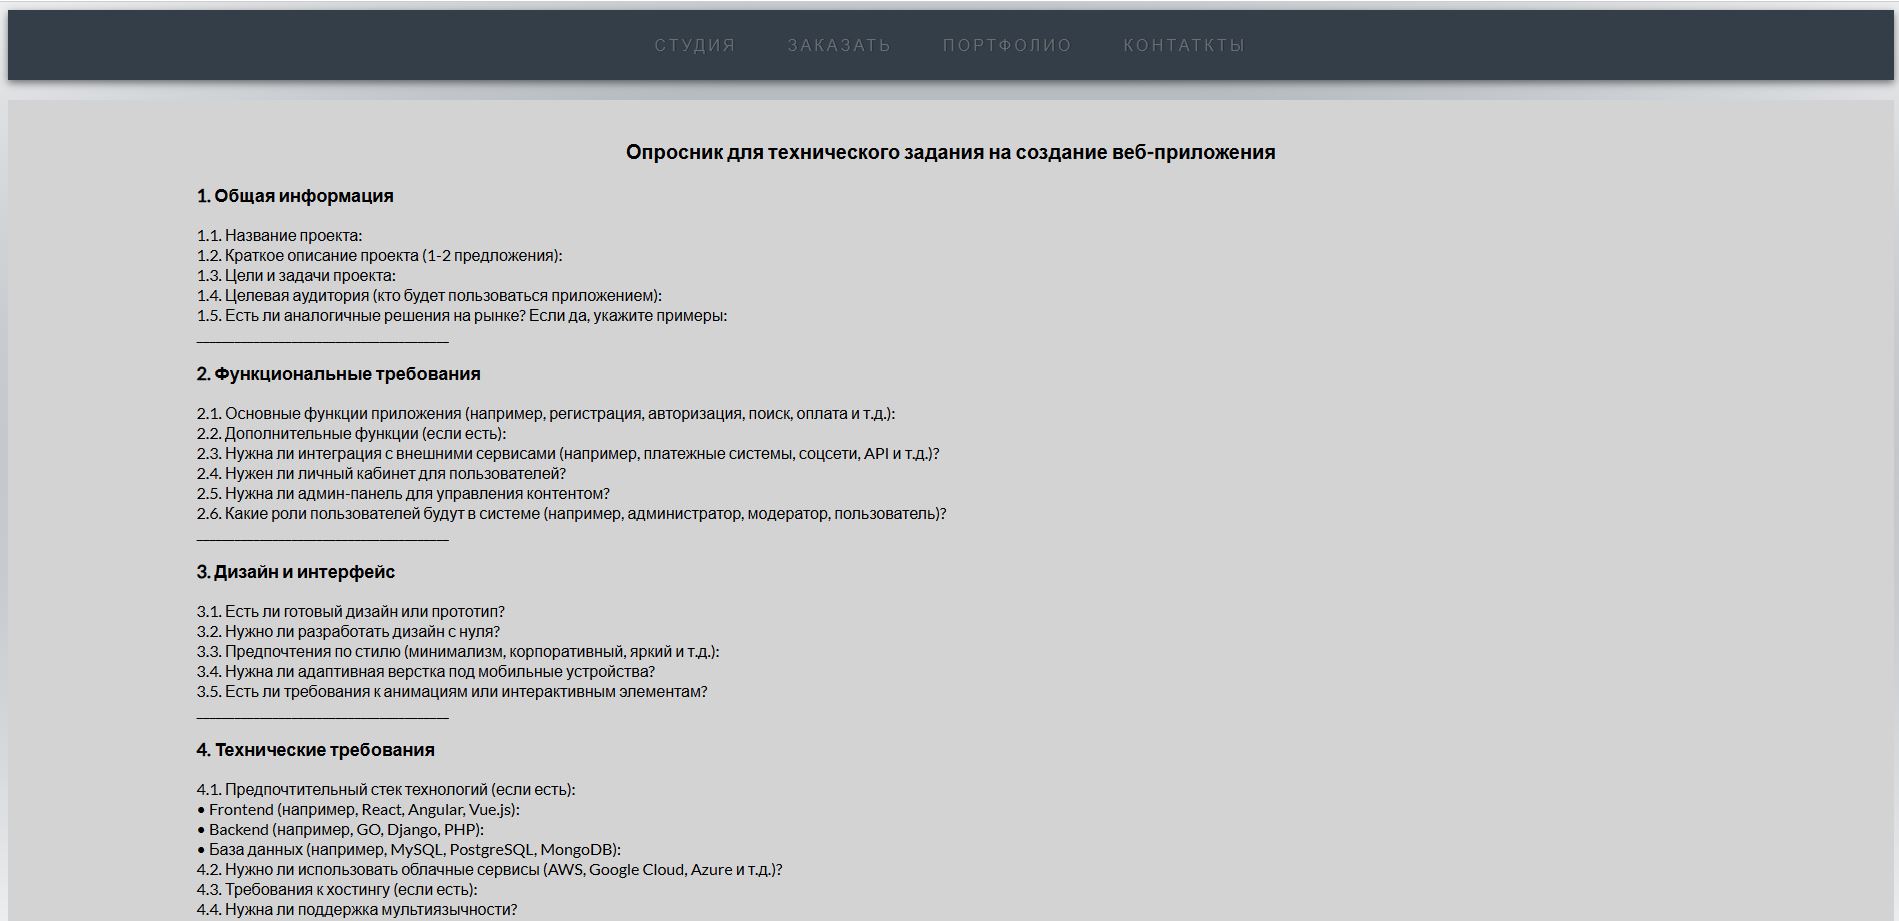 СТУДИЯ ЗАКАЗАТЬ ПОРТФОЛИО КОНТАТКТЫ
Опросник для технического задания на создание веб-приложения
1. Общая информация
1.1. Название проекта:
1.2. Краткое описание проекта (1-2 предложения):
1.3. Цели и задачи проекта:
1.4. Целевая аудитория (кто будет пользоваться приложением):
1.5. Есть ли аналогичные решения на рынке? Если да, укажите примеры:
________________________________________
2. Функциональные требования
2.1. Основные функции приложения (например, регистрация, авторизация, поиск, оплата и т.д.):
2.2. Дополнительные функции (если есть):
2.3. Нужна ли интеграция с внешними сервисами (например, платежные системы, соцсети, API и т.д.)?
2.4. Нужен ли личный кабинет для пользователей?
2.5. Нужна ли админ-панель для управления контентом?
2.6. Какие роли пользователей будут в системе (например, администратор, модератор, пользователь)?
________________________________________
3. Дизайн и интерфейс
3.1. Есть ли готовый дизайн или прототип?
3.2. Нужно ли разработать дизайн с нуля?
3.3. Предпочтения по стилю (минимализм, корпоративный, яркий и т.д.):
3.4. Нужна ли адаптивная верстка под мобильные устройства?
3.5. Есть ли требования к анимациям или интерактивным элементам?
________________________________________
4. Технические требования
4.1. Предпочтительный стек технологий (если есть):
• Frontend (например, React, Angular, Vue.js):
• Backend (например, GO, Django, PHP):
• База данных (например, MySQL, PostgreSQL, MongoDB):
4.2. Нужно ли использовать облачные сервисы (AWS, Google Cloud, Azure и т.д.)?
4.3. Требования к хостингу (если есть):
4.4. Нужна ли поддержка мультиязычности?